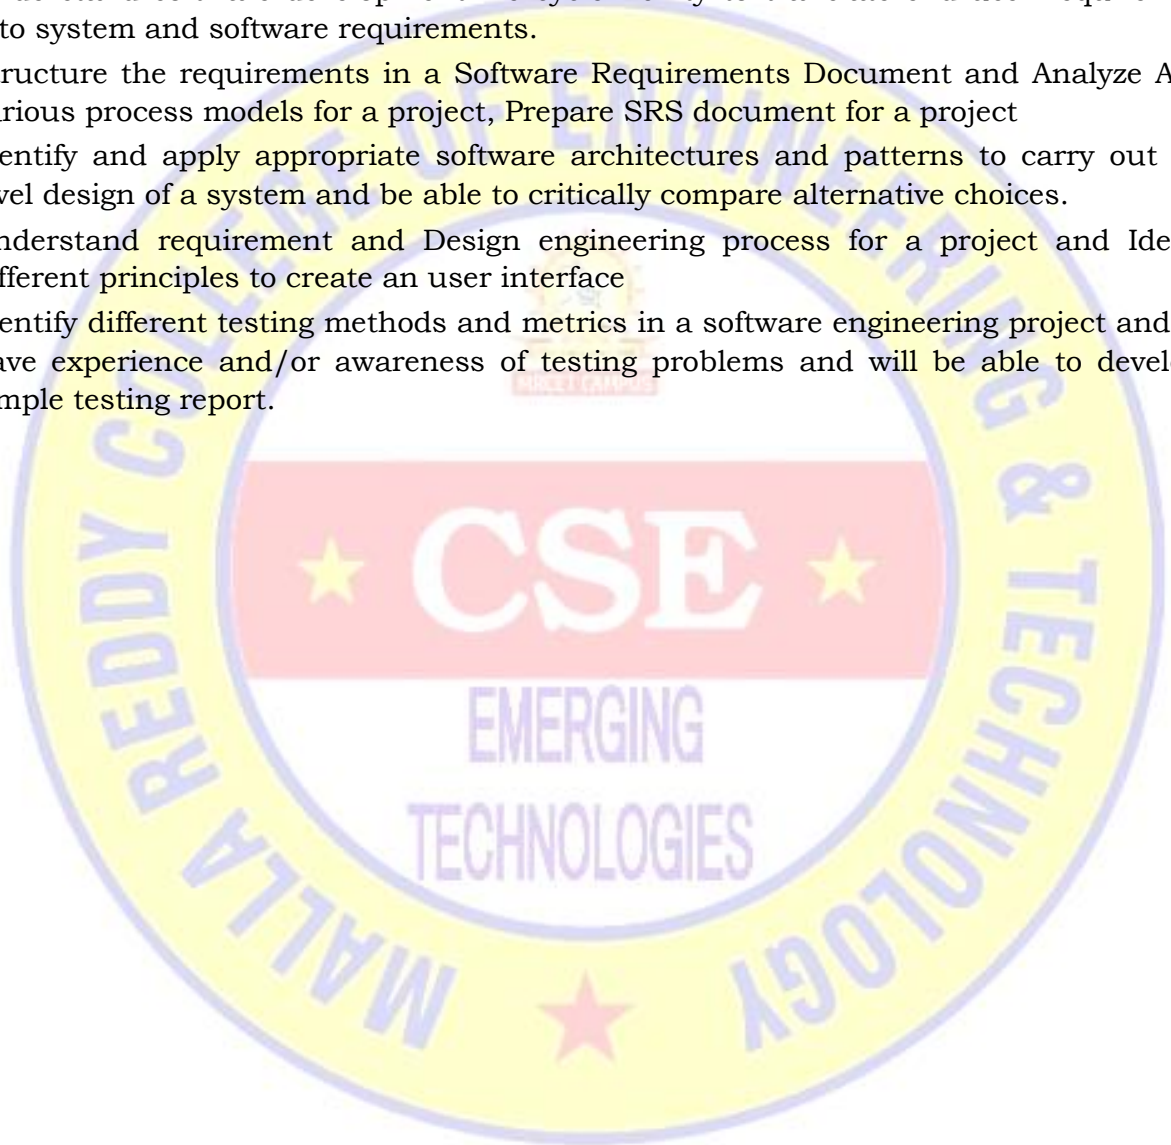 to system and software requirements.
ructure the requirements in a Software Requirements Document and Analyze A
rious process models for a project, Prepare SRS document for a project
entify and apply appropriate software architectures and patterns to carry out
vel design of a system and be able to critically compare alternative choices.
nderstand requirement and Design engineering process for a project and Ide
fferent principles to create an user interface
entify different testing methods and metrics in a software engineering project and
ave experience and/or awareness of testing problems and will be able to develo
mple testing report.
MALLA REDDY COLLEGE OF ENGINEERING & TECHNOLOGY
MRCET CAMPUS
CSE
EMERGING
TECHNOLOGIES